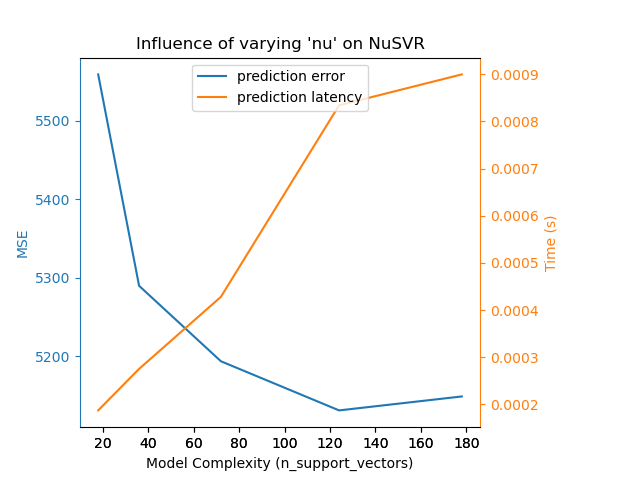 Influence of varying 'nu' on NuSVR
prediction error
prediction latency
MSE
5500
5400
5300
5200
0.0009
0.0008
0.0007
0.0006
0.0005
0.0004
0.0003
0.0002
Time (s)
20 40 60 80 100 120 140 160 180
Model Complexity (n_support_vectors)